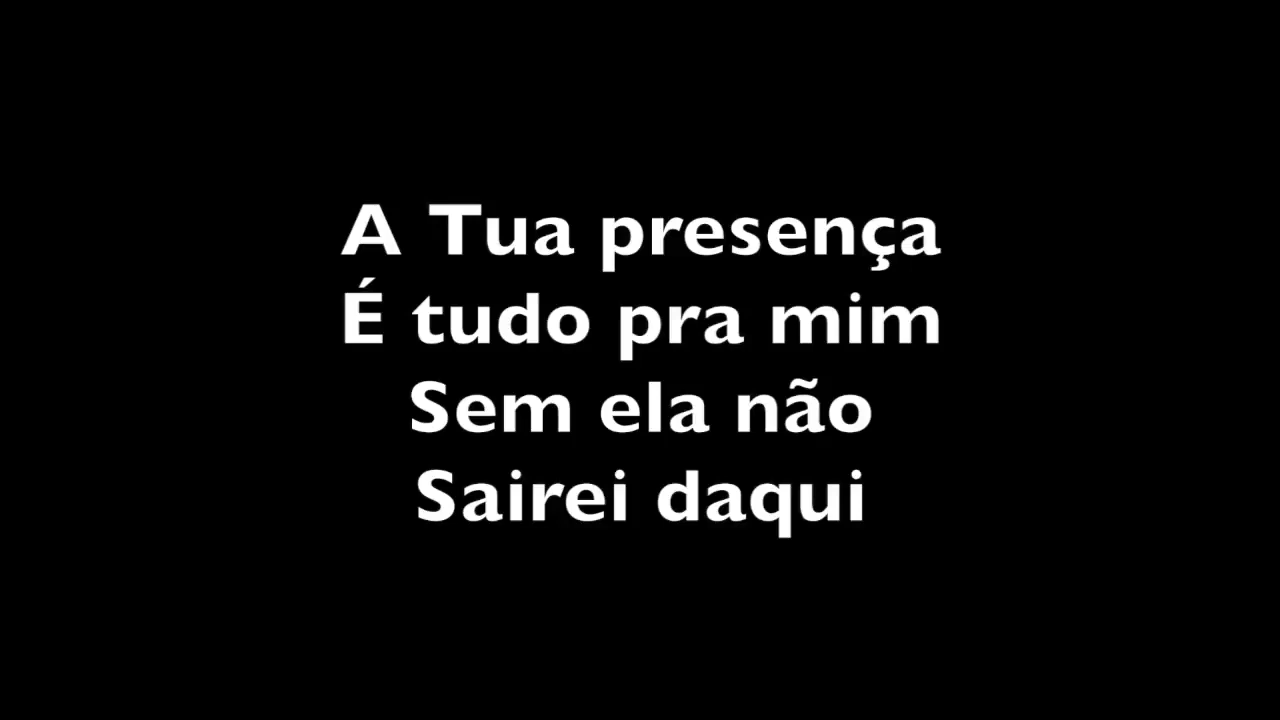 A Tua presença
É tudo pra mim
Sem ela não
Sairei daqui